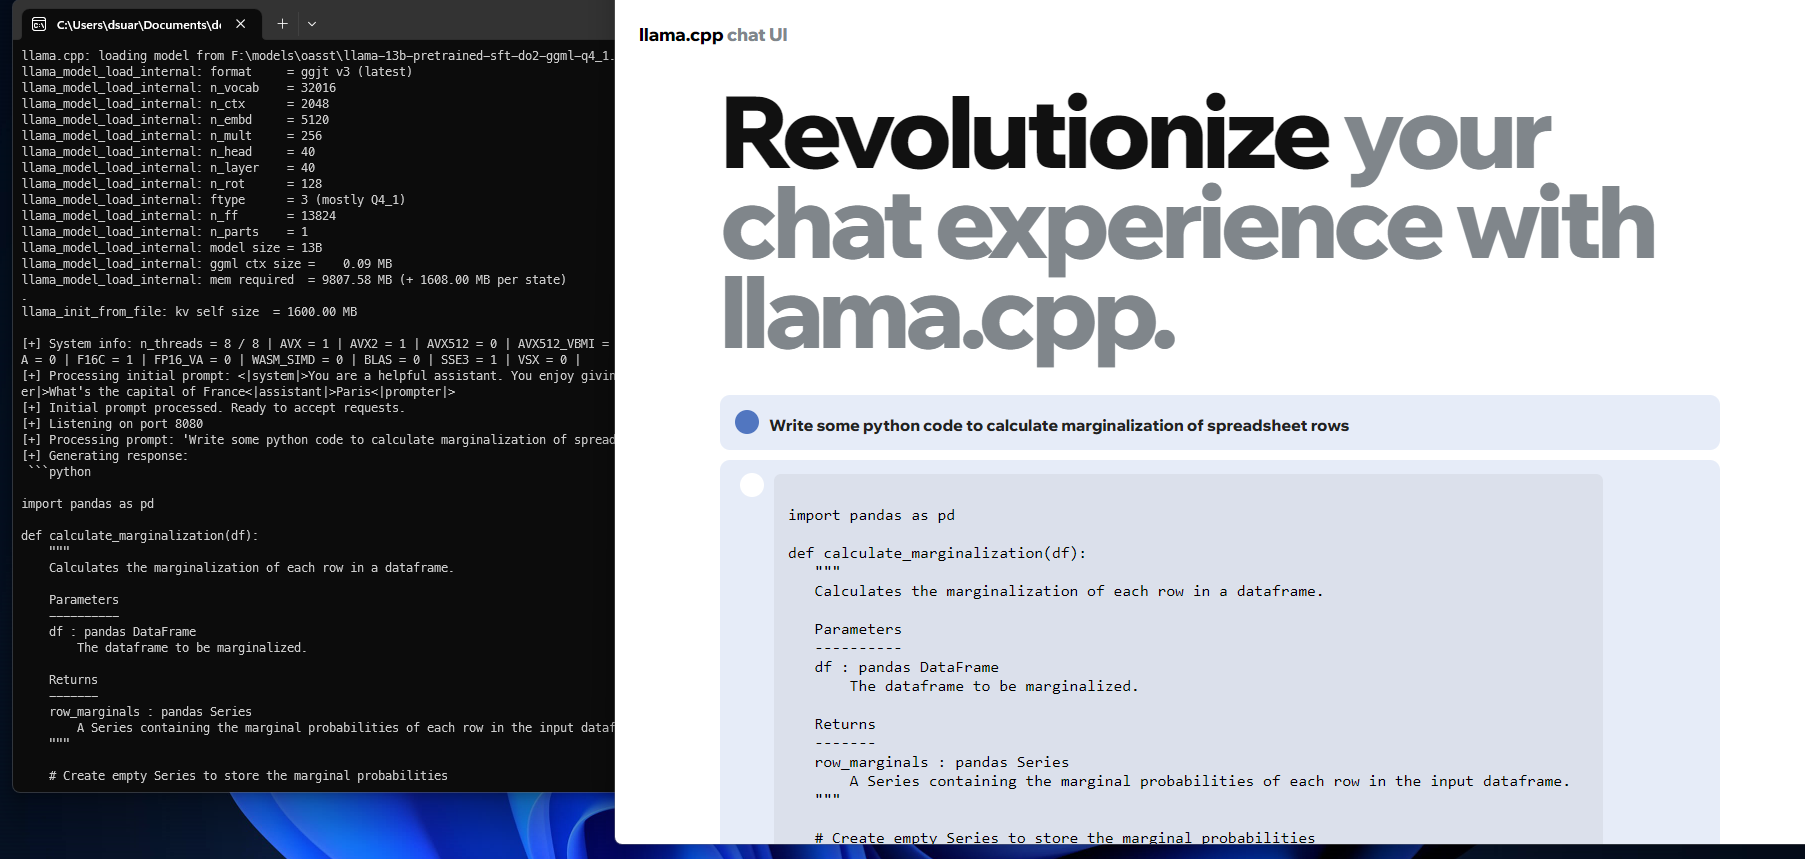 C:\Users\dsuar\Documents\de
llama.cpp: loading model from F:\models\oasst\llama-13b-pretrained-sft-do2-ggml-q4_1.
llama_model_load_internal: format     = ggjt v3 (latest)
llama_model_load_internal: n_vocab    = 32016
llama_model_load_internal: n_ctx      = 2048
llama_model_load_internal: n_embd     = 5120
llama_model_load_internal: n_mult     = 256
llama_model_load_internal: n_head     = 40
llama_model_load_internal: n_layer    = 40
llama_model_load_internal: n_rot      = 128
llama_model_load_internal: ftype      = 3 (mostly Q4_1)
llama_model_load_internal: n_ff       = 13824
llama_model_load_internal: n_parts    = 1
llama_model_load_internal: model size = 13B
llama_model_load_internal: ggml ctx size =    0.09 MB
llama_model_load_internal: mem required  = 9807.58 MB (+ 1608.00 MB per state)
.
llama_init_from_file: kv self size  = 1600.00 MB
[+] System info: n_threads = 8 / 8 | AVX = 1 | AVX2 = 1 | AVX512 = 0 | AVX512_VBMI =
A = 0 | F16C = 1 | FP16_VA = 0 | WASM_SIMD = 0 | BLAS = 0 | SSE3 = 1 | VSX = 0 |
[+] Processing initial prompt: <|system|>You are a helpful assistant. You enjoy givin
er|>What's the capital of France<|assistant|>Paris<|prompter|>
[+] Initial prompt processed. Ready to accept requests.
[+] Listening on port 8080
[+] Processing prompt: 'Write some python code to calculate marginalization of spread
[+] Generating response:
 ```python
import pandas as pd
def calculate_marginalization(df):
    """
    Calculates the marginalization of each row in a dataframe.
    Parameters
    ----------
    df : pandas DataFrame
        The dataframe to be marginalized.
    Returns
    -------
    row_marginals : pandas Series
        A Series containing the marginal probabilities of each row in the input dataf
    """
    # Create empty Series to store the marginal probabilities
llama.cpp chat UI
Revolutionize your
chat experience with
llama.cpp.
Write some python code to calculate marginalization of spreadsheet rows
import pandas as pd
def calculate_marginalization(df):
   """
   Calculates the marginalization of each row in a dataframe.
   Parameters
   ----------
   df : pandas DataFrame
       The dataframe to be marginalized.
   Returns
   -------
   row_marginals : pandas Series
       A Series containing the marginal probabilities of each row in the input dataframe.
   """
   # Create empty Series to store the marginal probabilities